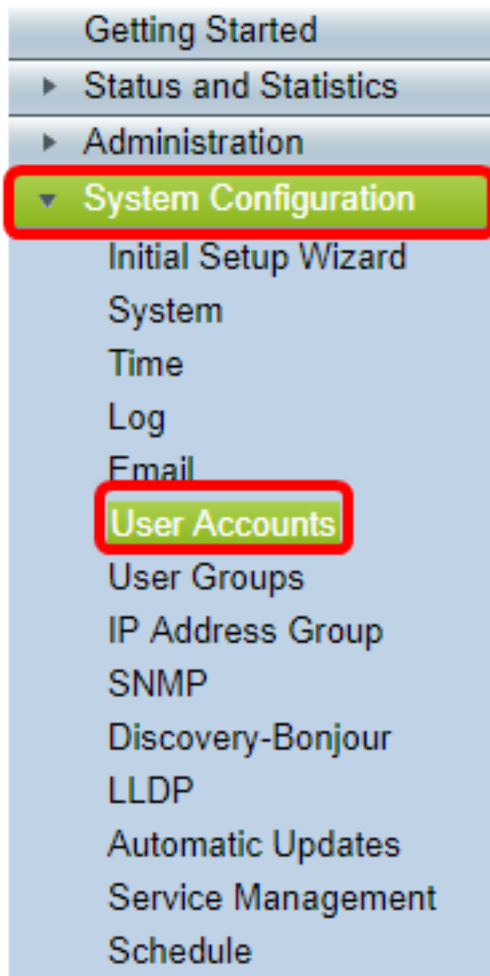 Getting Started
Status and Statistics
Administration
System Configuration
Initial Setup Wizard
System
Time
Log
Email
User Accounts
User Groups
IP Address Group
SNMP
Discovery-Bonjour
LLDP
Automatic Updates
Service Management
Schedule